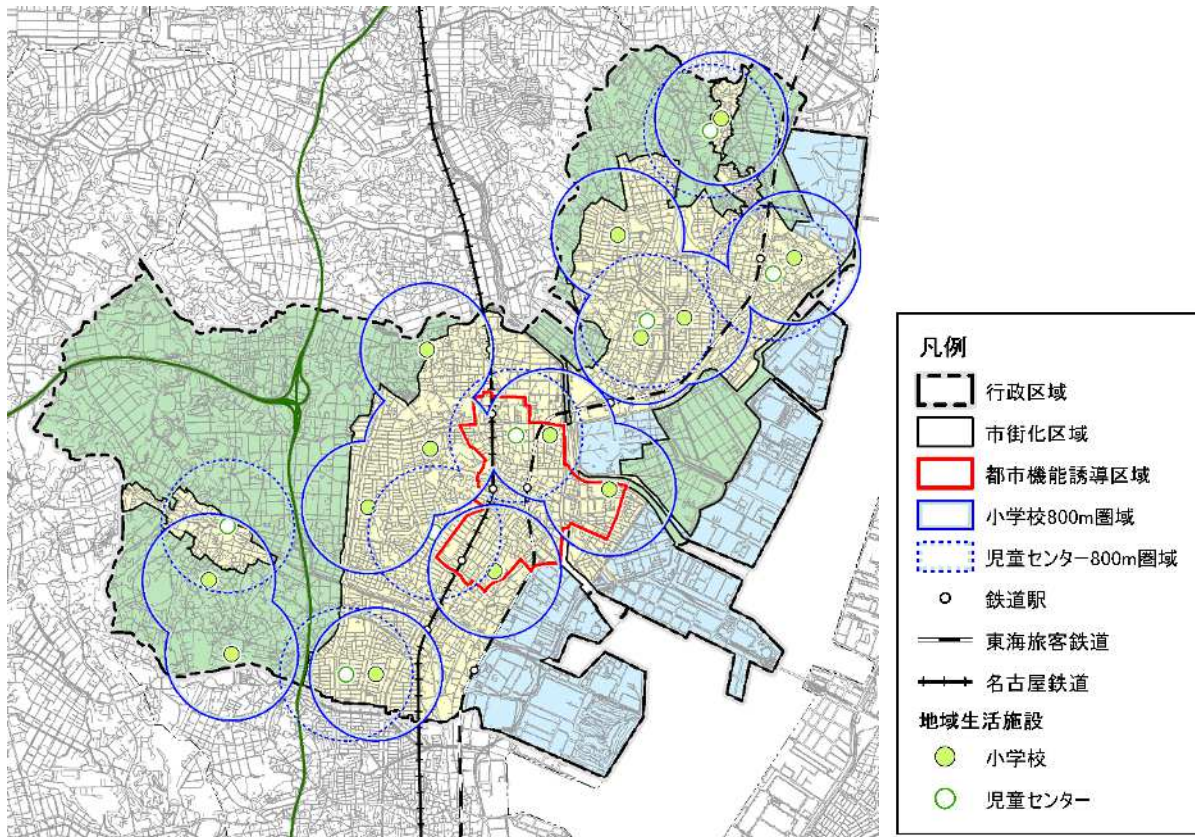 凡例
行政区域
市街化区域
都市機能誘導区域
小学校800m圏域
児童センター800m圏域
鉄道駅
東海旅客鉄道
名古屋鉄道
地域生活施設
小学校
児童センター